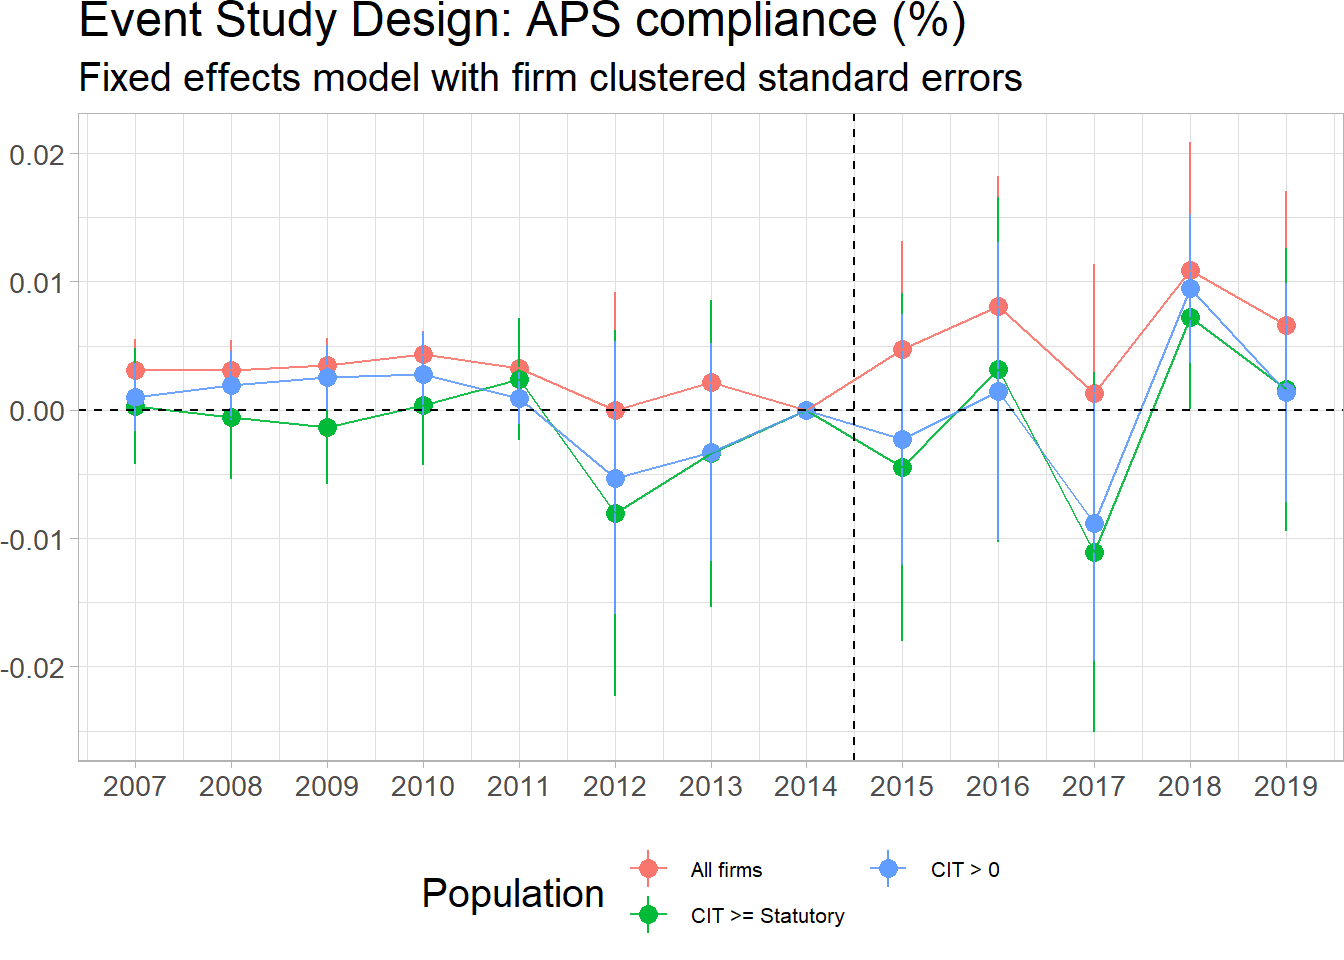 Event Study Design: APS compliance (%)
Fixed effects model with firm clustered standard errors
0.02
0.01
0.00
-0.01
-0.02
2007 2008 2009 2010 2011 2012 2013 2014 2015 2016 2017 2018 2019
Population
All firms
CIT > 0
CIT >= Statutory